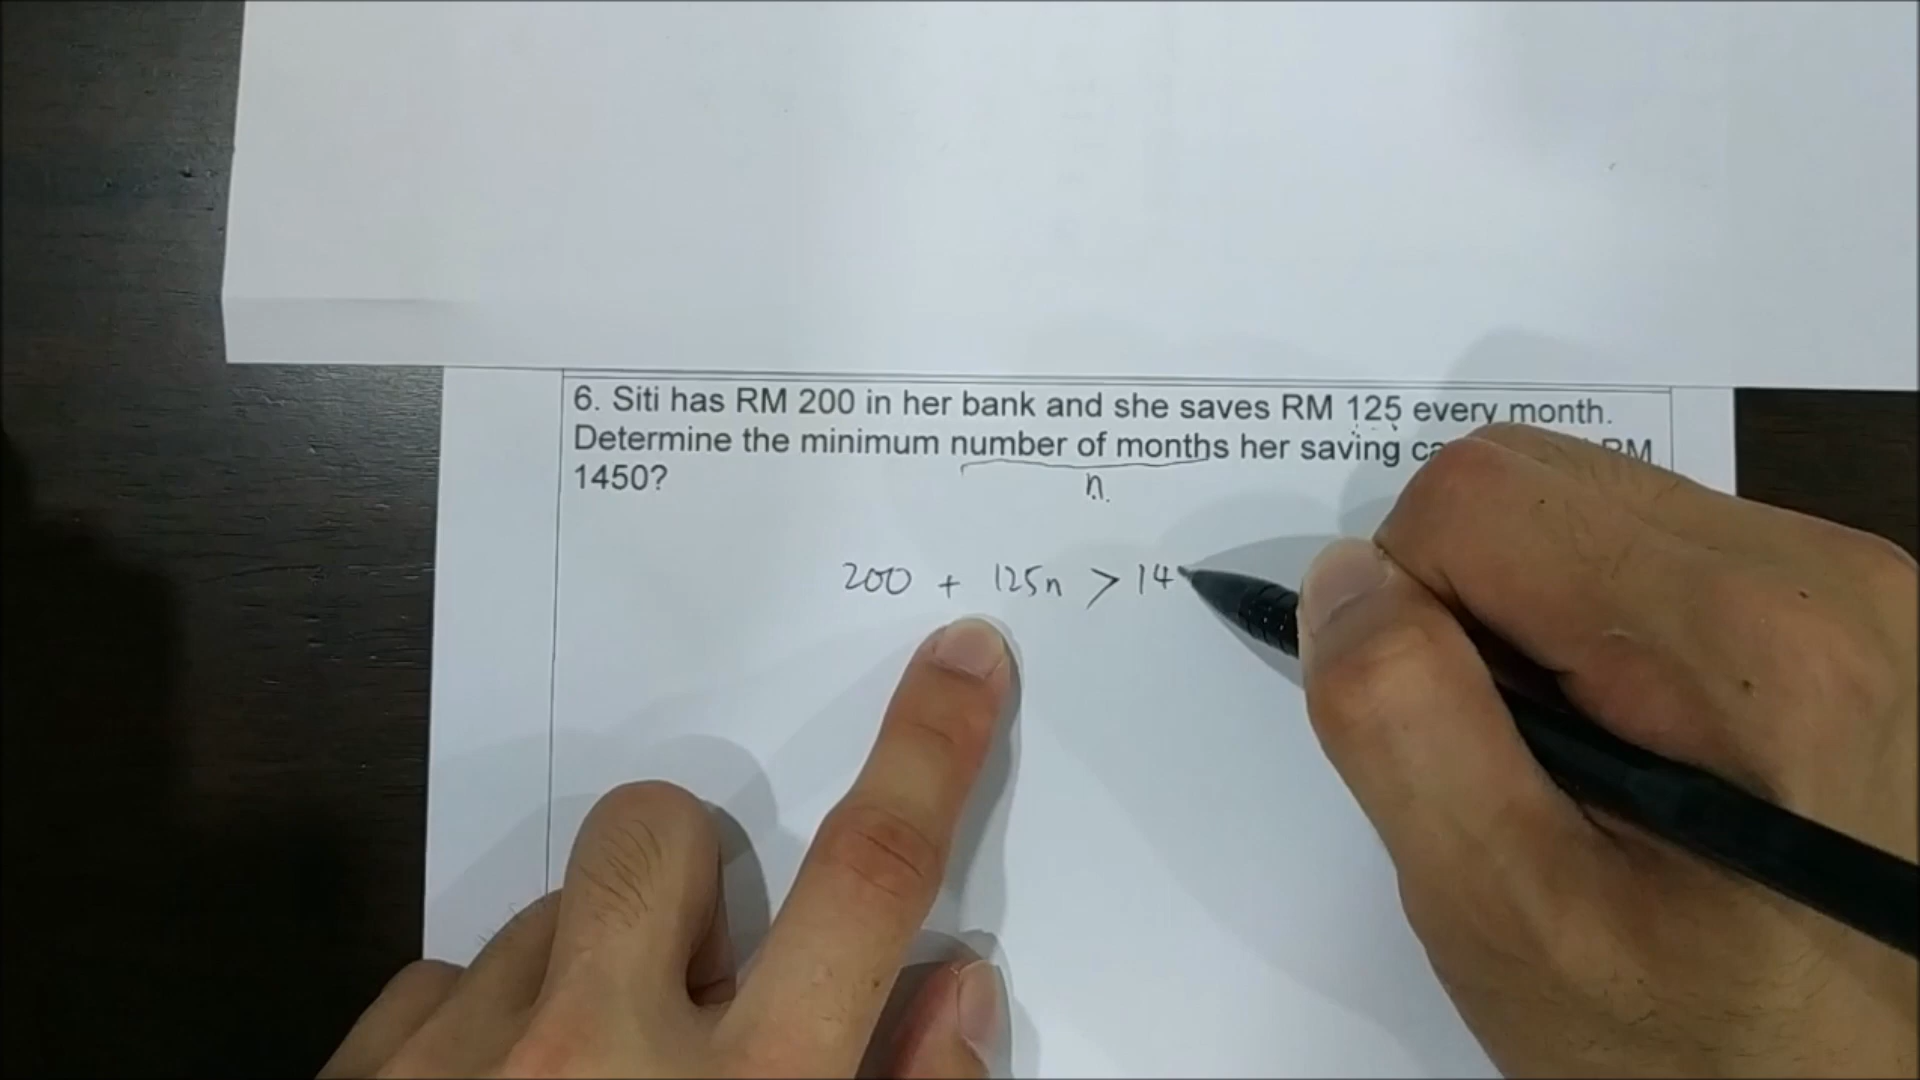 6. Siti has RM 200 in her bank and she saves RM 125 every month.
Determine the minimum number of months her saving RM
1450?
n.
200 + 125n > 14